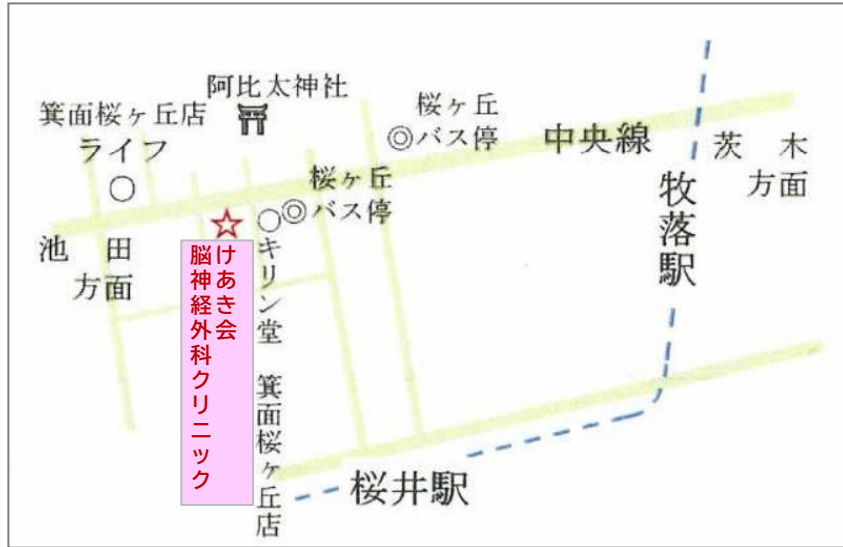 阿比太神社
箕面桜ヶ丘店
ライフ
桜ヶ丘
バス停
中央線
茨木
方面
桜ヶ丘
バス停
牧落駅
池田
方面
けあき会
脳神経外科クリニック
キリン堂 箕面桜ヶ丘店
桜井駅